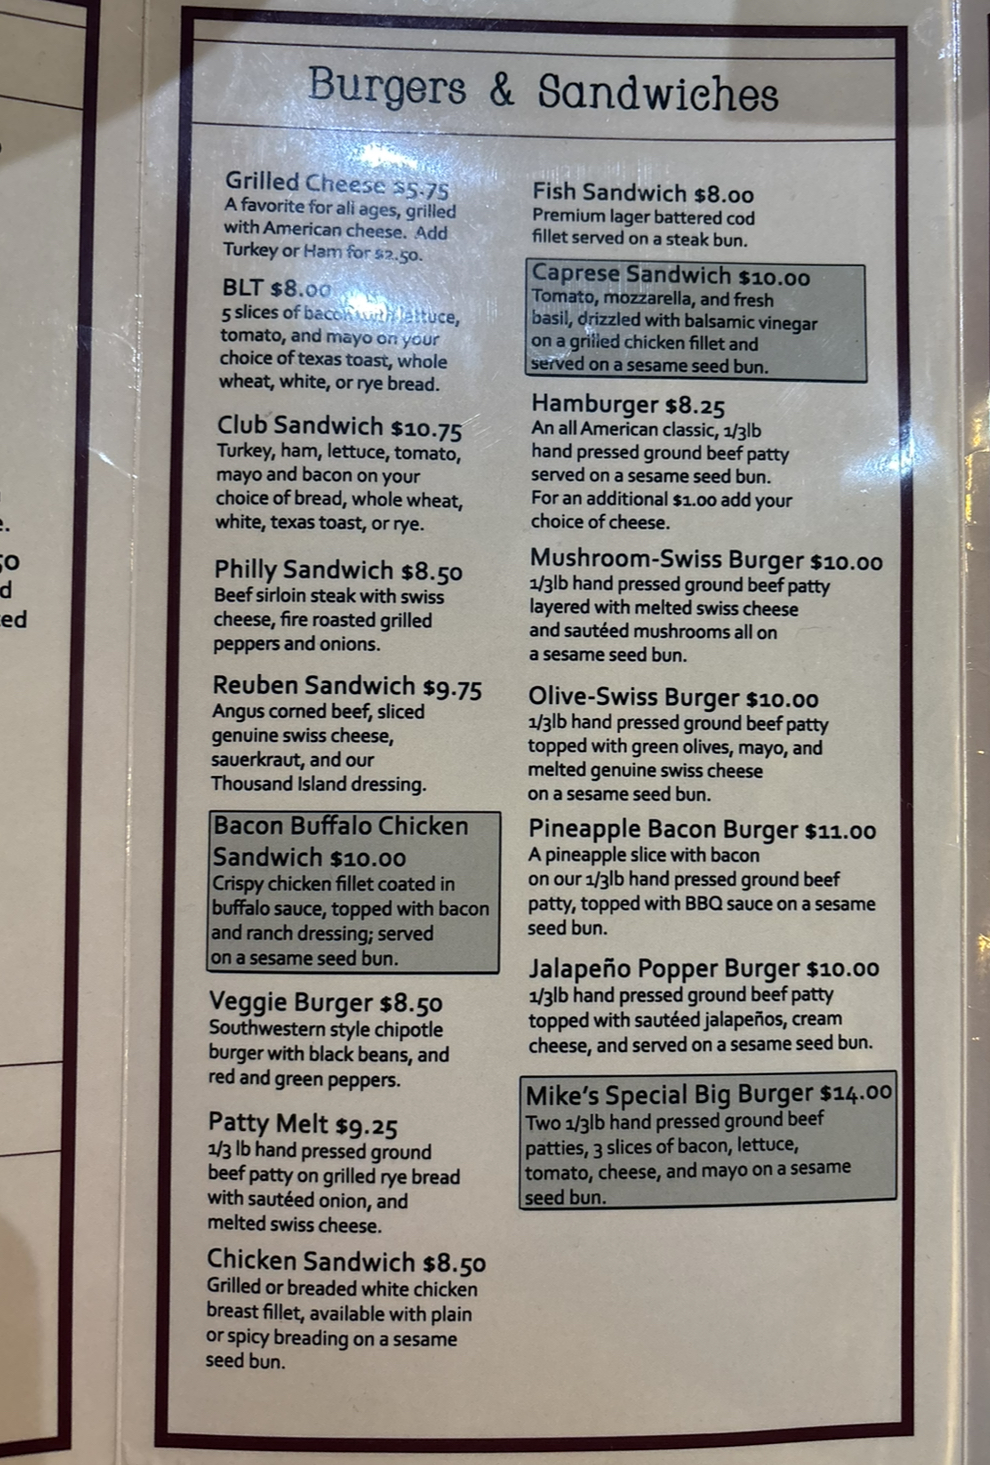 Burgers & Sandwiches
Grilled Cheese $5.75
A favorite for all ages, grilled
with American cheese. Add
Turkey or Ham for $2.50.
BLT $8.00
5 slices of bacon with lettuce,
tomato, and mayo on your
choice of texas toast, whole
wheat, white, or rye bread.
Club Sandwich $10.75
Turkey, ham, lettuce, tomato,
mayo and bacon on your
choice of bread, whole wheat,
white, texas toast, or rye.
Philly Sandwich $8.50
Beef sirloin steak with swiss
cheese, fire roasted grilled
peppers and onions.
Reuben Sandwich $9.75
Angus corned beef, sliced
genuine swiss cheese,
sauerkraut, and our
Thousand Island dressing.
Bacon Buffalo Chicken
Sandwich $10.00
Crispy chicken fillet coated in
buffalo sauce, topped with bacon
and ranch dressing; served
on a sesame seed bun.
Veggie Burger $8.50
Southwestern style chipotle
burger with black beans, and
red and green peppers.
Patty Melt $9.25
1/3 lb hand pressed ground
beef patty on grilled rye bread
with sautéed onion, and
melted swiss cheese.
Chicken Sandwich $8.50
Grilled or breaded white chicken
breast fillet, available with plain
or spicy breading on a sesame
seed bun.
Fish Sandwich $8.00
Premium lager battered cod
fillet served on a steak bun.
Caprese Sandwich $10.00
Tomato, mozzarella, and fresh
basil, drizzled with balsamic vinegar
on a grilled chicken fillet and
served on a sesame seed bun.
Hamburger $8.25
An all American classic, 1/3lb
hand pressed ground beef patty
served on a sesame seed bun.
For an additional $1.00 add your
choice of cheese.
Mushroom-Swiss Burger $10.00
1/3lb hand pressed ground beef patty
layered with melted swiss cheese
and sautéed mushrooms all on
a sesame seed bun.
Olive-Swiss Burger $10.00
1/3lb hand pressed ground beef patty
topped with green olives, mayo, and
melted genuine swiss cheese
on a sesame seed bun.
Pineapple Bacon Burger $11.00
A pineapple slice with bacon
on our 1/3lb hand pressed ground beef
patty, topped with BBQ sauce on a sesame
seed bun.
Jalapeño Popper Burger $10.00
1/3lb hand pressed ground beef patty
topped with sautéed jalapeños, cream
cheese, and served on a sesame seed bun.
Mike's Special Big Burger $14.00
Two 1/3lb hand pressed ground beef
patties, 3 slices of bacon, lettuce,
tomato, cheese, and mayo on a sesame
seed bun.